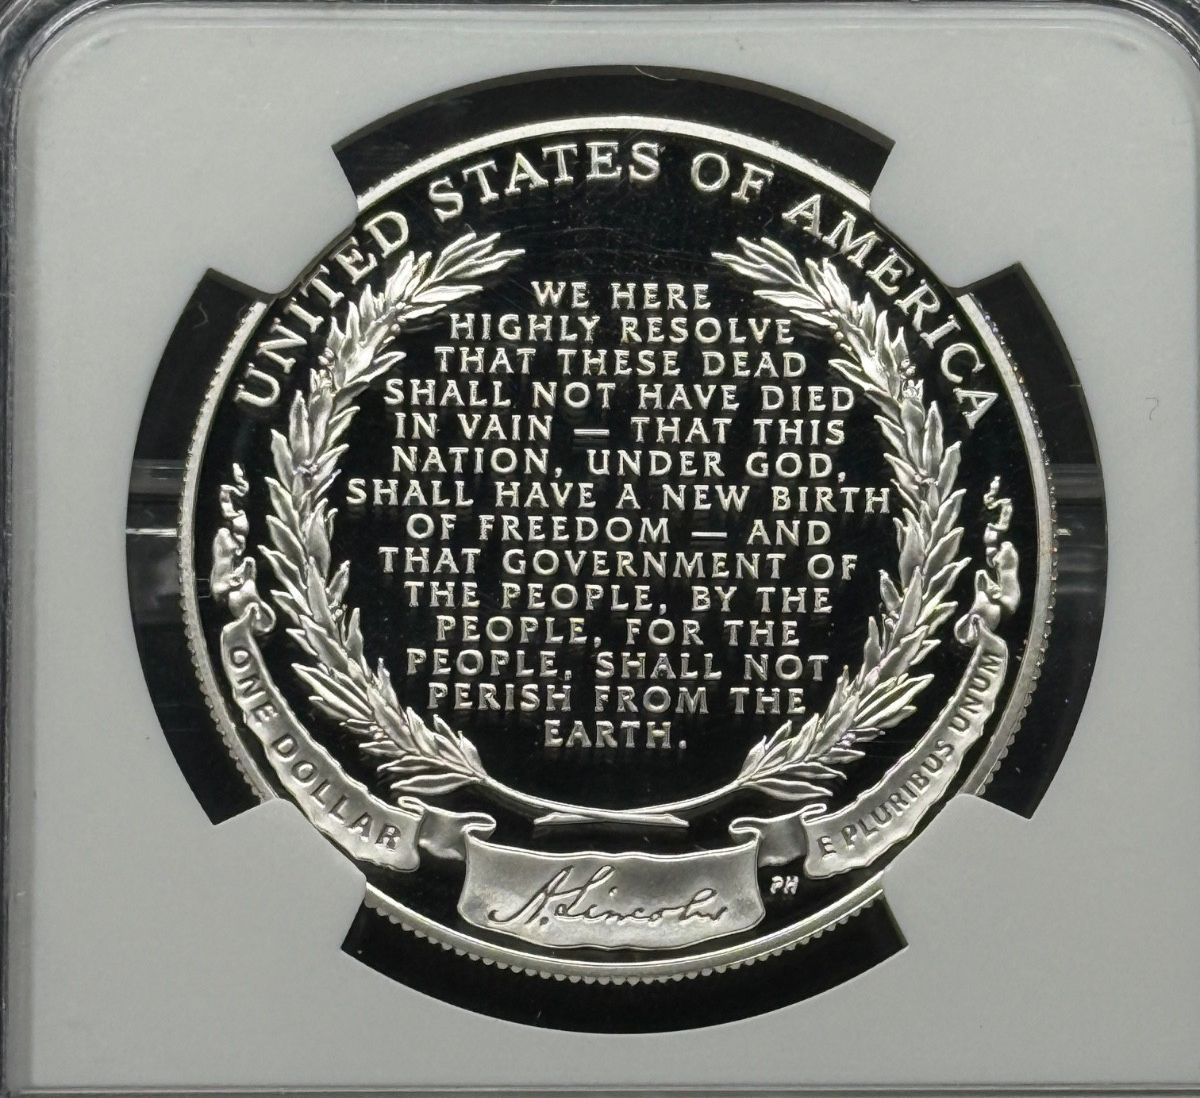 UNITED STATES OF AMERICA
WE HERE
HIGHLY RESOLVE
THAT THESE DEAD
SHALL NOT HAVE DIED
IN VAIN — THAT THIS
NATION, UNDER GOD,
SHALL HAVE A NEW BIRTH
OF FREEDOM — AND
THAT GOVERNMENT OF
THE PEOPLE, BY THE
PEOPLE, FOR THE
PEOPLE, SHALL NOT
PERISH FROM THE
EARTH.
ONE DOLLAR
A. Lincoln
PH
E PLURIBUS UNUM